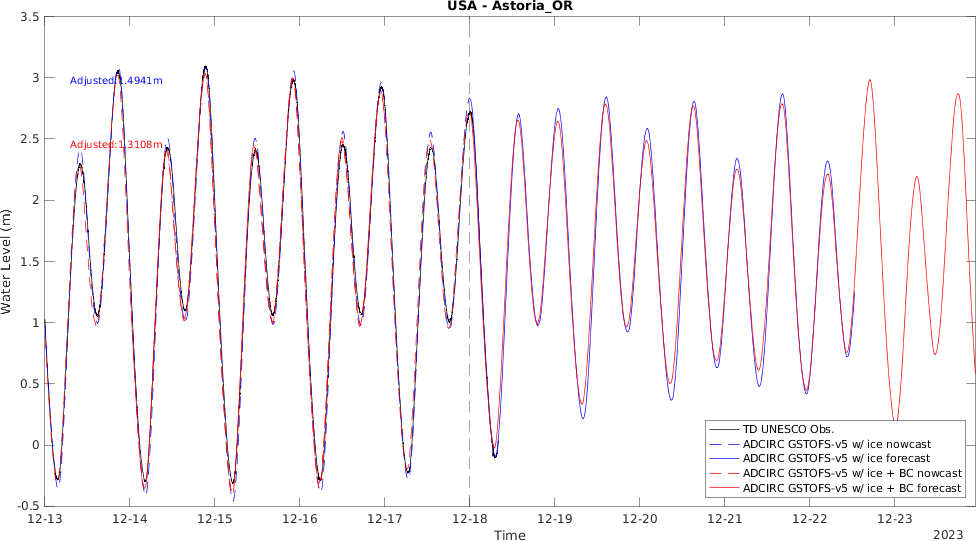 USA - Astoria_OR
3.5
3
2.5
2
1.5
1
0.5
0
-0.5
Water Level (m)
Adjusted:1.4941m
Adjusted:1.3108m
TD UNESCO Obs.
ADCIRC GSTOFS-v5 w/ ice nowcast
ADCIRC GSTOFS-v5 w/ ice forecast
ADCIRC GSTOFS-v5 w/ ice + BC nowcast
ADCIRC GSTOFS-v5 w/ ice + BC forecast
12-13 12-14 12-15 12-16 12-17 12-18 12-19 12-20 12-21 12-22 12-23
Time
2023